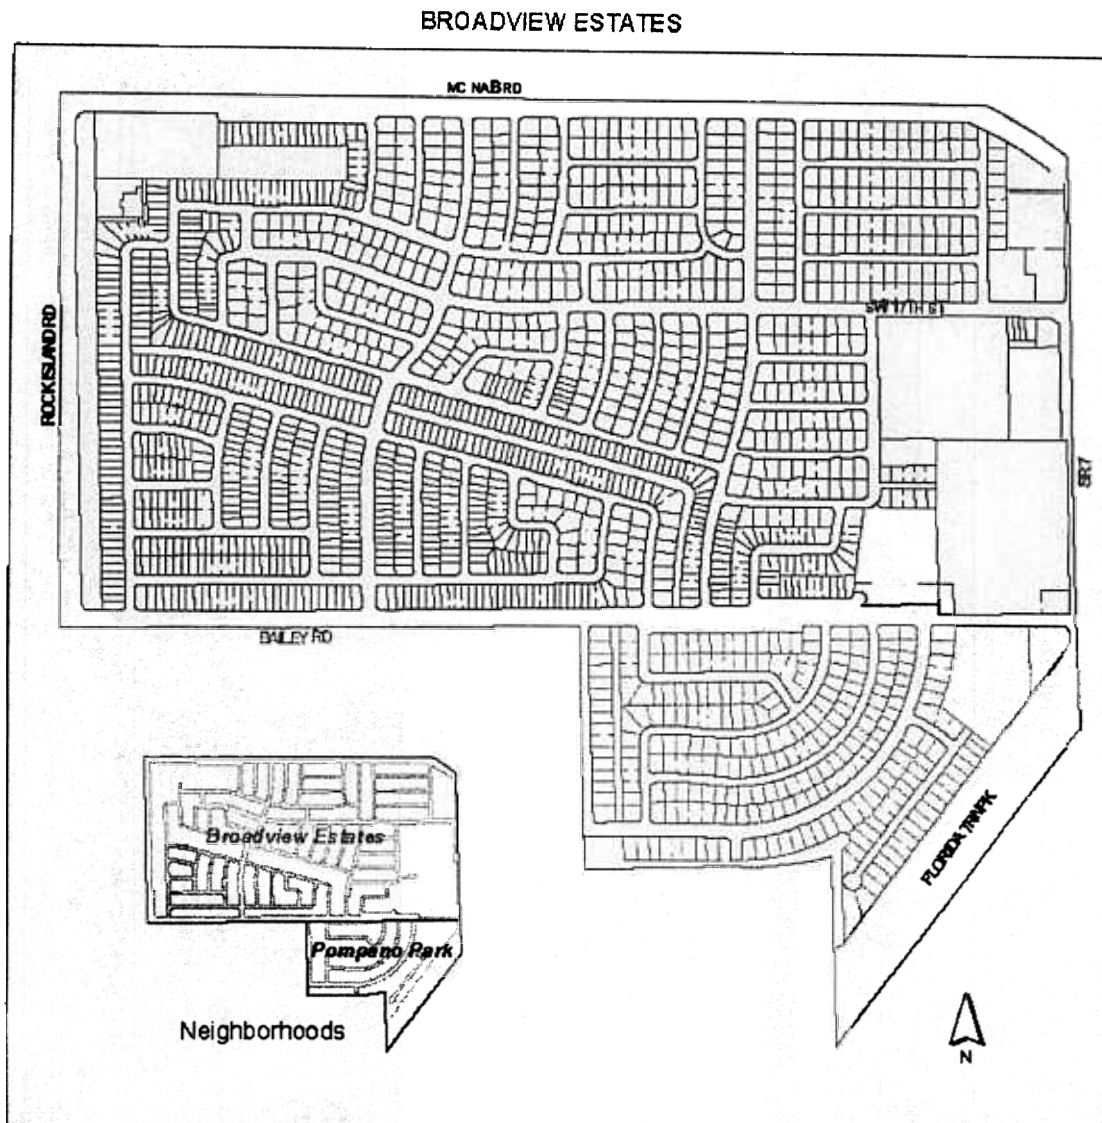 BROADVIEW ESTATES
MC NAB RD
ROCK ISLAND RD
SR 7
BAILEY RD
FLORIDA TRNPK
Broadview Estates
Pompano Park
Neighborhoods
N